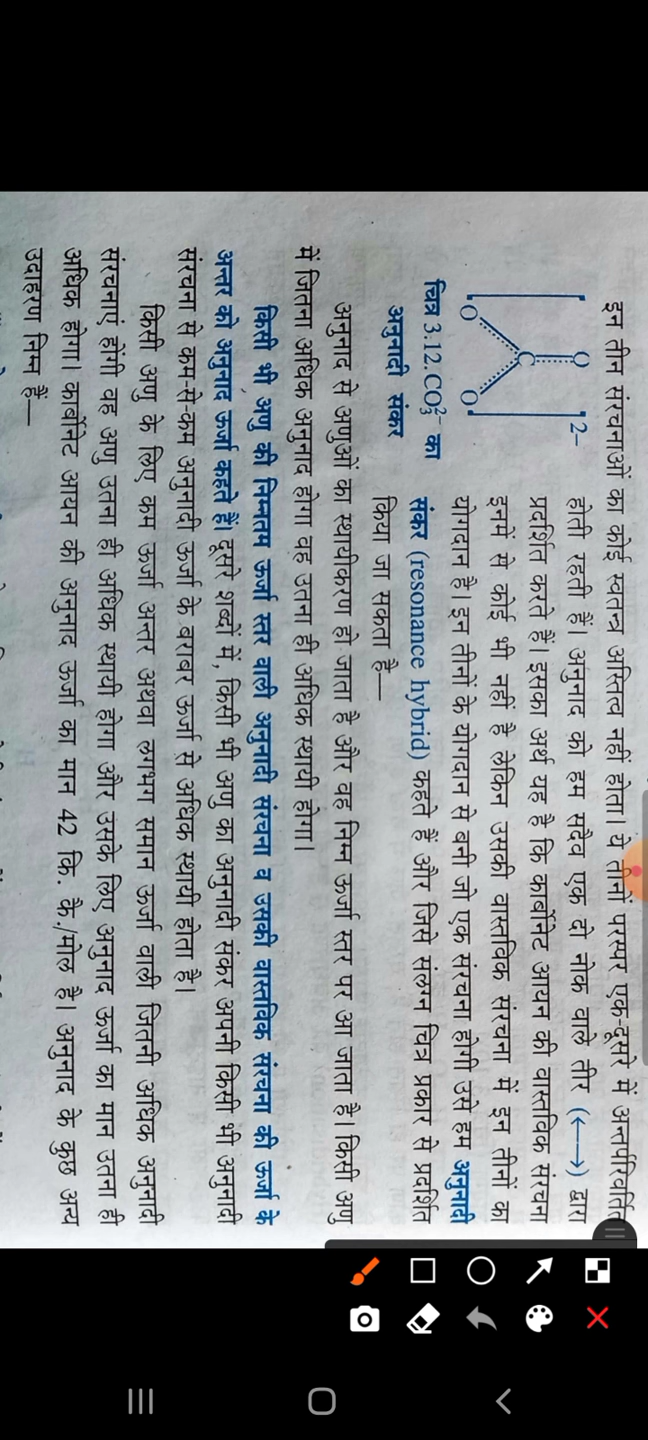 इन तीन संरचनाओं का कोई स्वतन्त्र अस्तित्व नहीं होता। ये तीनों परस्पर एक-दूसरे में अन्तर्परिवर्तित
होती रहती हैं। अनुनाद को हम सदैव एक दो नोक वाले तीर (←→) द्वारा
प्रदर्शित करते हैं। इसका अर्थ यह है कि कार्बोनेट आयन की वास्तविक संरचना
इनमें से कोई भी नहीं है लेकिन उसकी वास्तविक संरचना में इन तीनों का
योगदान है। इन तीनों के योगदान से बनी जो एक संरचना होगी उसे हम अनुनादी
संकर (resonance hybrid) कहते हैं और जिसे संलग्न चित्र प्रकार से प्रदर्शित
किया जा सकता है—
O
C
O O
2–
चित्र 3.12. CO₃²⁻ का
अनुनादी संकर
अनुनाद से अणुओं का स्थायीकरण हो जाता है और वह निम्न ऊर्जा स्तर पर आ जाता है। किसी अणु
में जितना अधिक अनुनाद होगा वह उतना ही अधिक स्थायी होगा।
किसी भी अणु की निम्नतम ऊर्जा स्तर वाली अनुनादी संरचना व उसकी वास्तविक संरचना की ऊर्जा के
अन्तर को अनुनाद ऊर्जा कहते हैं। दूसरे शब्दों में, किसी भी अणु का अनुनादी संकर अपनी किसी भी अनुनादी
संरचना से कम-से-कम अनुनादी ऊर्जा के बराबर ऊर्जा से अधिक स्थायी होता है।
किसी अणु के लिए कम ऊर्जा अन्तर अथवा लगभग समान ऊर्जा वाली जितनी अधिक अनुनादी
संरचनाएं होंगी वह अणु उतना ही अधिक स्थायी होगा और उसके लिए अनुनाद ऊर्जा का मान उतना ही
अधिक होगा। कार्बोनेट आयन की अनुनाद ऊर्जा का मान 42 कि. कै./मोल है। अनुनाद के कुछ अन्य
उदाहरण निम्न हैं—